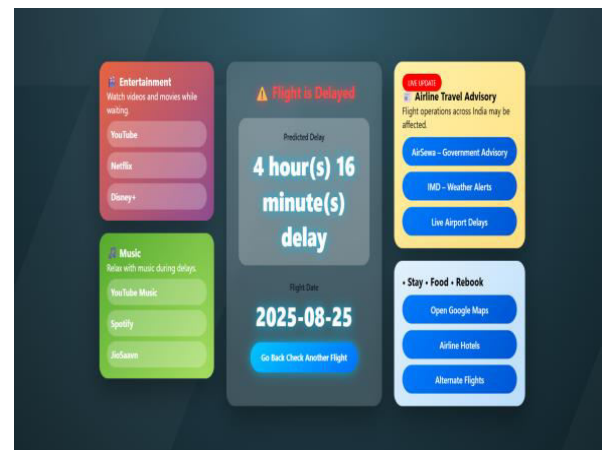 Entertainment
Watch videos and movies while
waiting.
YouTube
Netflix
Disney+
Music
Relax with music during delays.
YouTube Music
Spotify
JioSaavn
Flight is Delayed
Predicted Delay
4 hour(s) 16
minute(s)
delay
Flight Date
2025-08-25
Go Back Check Another Flight
LIVE UPDATE
Airline Travel Advisory
Flight operations across India may be
affected.
AirSewa – Government Advisory
IMD – Weather Alerts
Live Airport Delays
• Stay • Food • Rebook
Open Google Maps
Airline Hotels
Alternate Flights